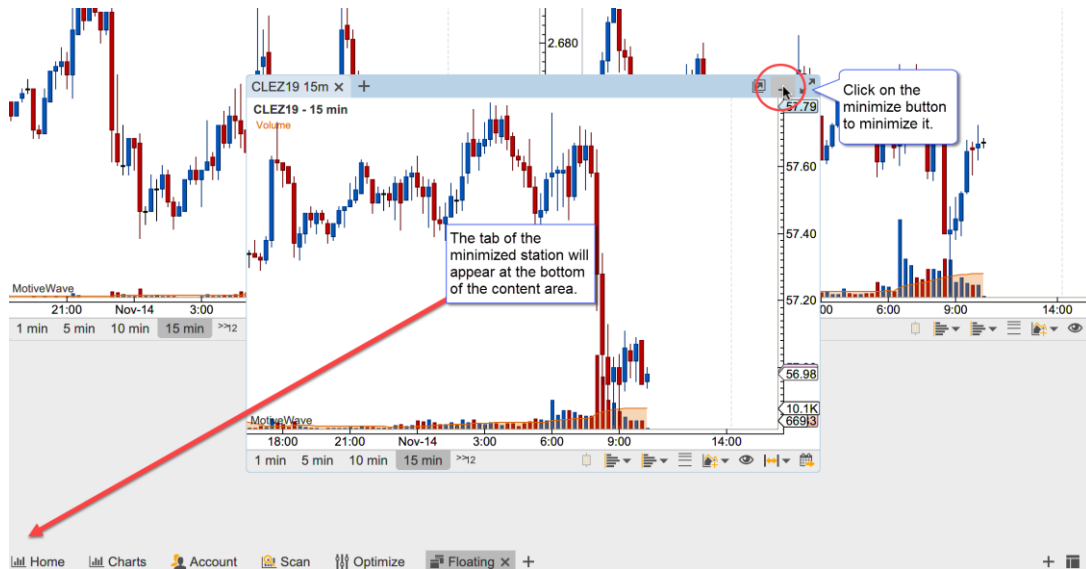 2.680
CLEZ19 15m
CLEZ19 - 15 min
Volume
Click on the
minimize button
to minimize it.
57.79
57.60
57.40
57.20
The tab of the
minimized station will
appear at the bottom
of the content area.
MotiveWave
21:00 Nov-14 3:00
6:00 9:00 14:00
1 min 5 min 10 min 15 min >>12
56.98
10.1K
MotiveWave
18:00 21:00 Nov-14 3:00 6:00 9:00 14:00
1 min 5 min 10 min 15 min >>12
Home Charts Account Scan Optimize Floating